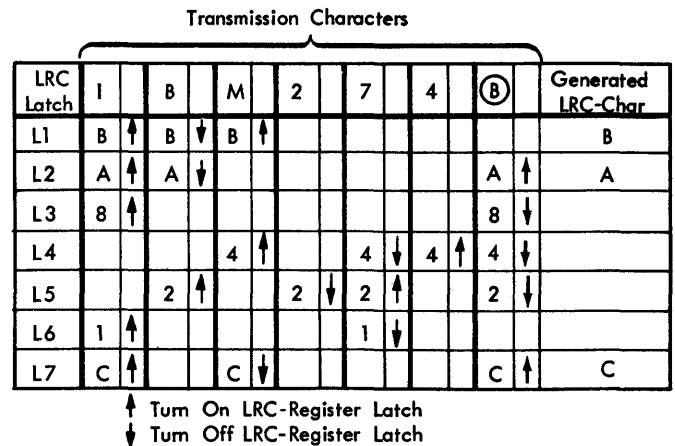 Transmission Characters
LRC Latch 1 B M 2 7 4 Ⓑ Generated LRC-Char
L1 B ↑ B ↓ B ↑ B
L2 A ↑ A ↓ A ↑ A
L3 8 ↑ 8 ↓
L4 4 ↑ 4 ↓ 4 ↑ 4 ↓
L5 2 ↑ 2 ↓ 2 ↑ 2 ↓
L6 1 ↑ 1 ↓
L7 C ↑ C ↓ C ↑ C
↑ Turn On LRC-Register Latch
↓ Turn Off LRC-Register Latch